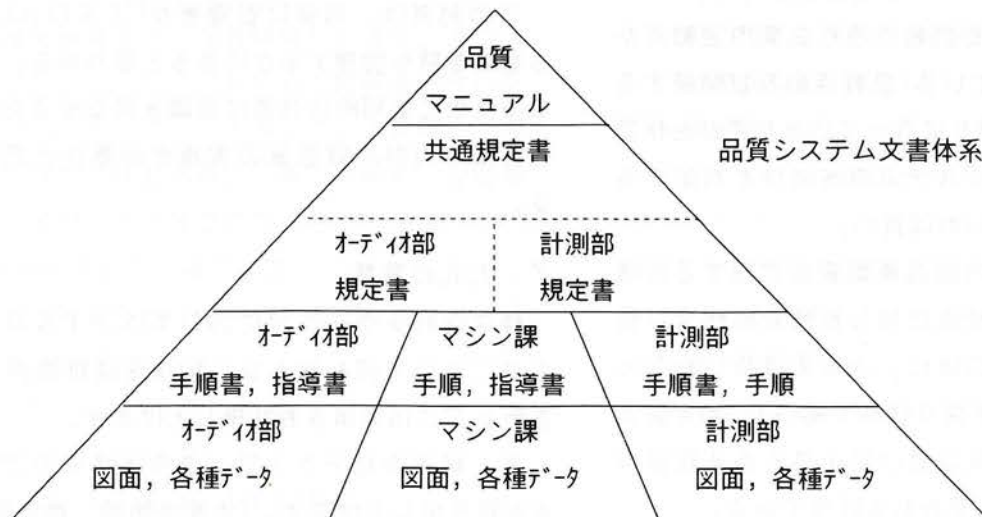 品質
マニュアル
共通規定書
品質システム文書体系
オーディオ部
規定書
計測部
規定書
オーディオ部
手順書，指導書
マシン課
手順，指導書
計測部
手順書，手順
オーディオ部
図面，各種データ
マシン課
図面，各種データ
計測部
図面，各種データ